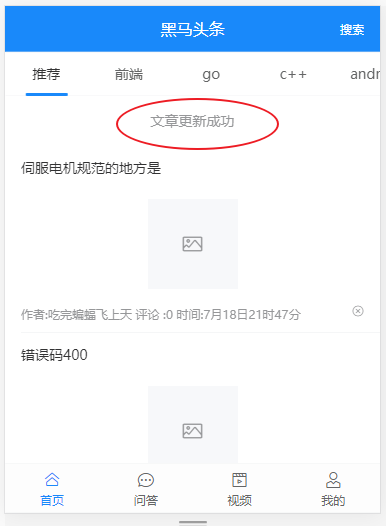 黑马头条 搜索
推荐 前端 go c++ andr
文章更新成功
伺服电机规范的地方是
作者:吃完蝙蝠飞上天 评论 :0 时间:7月18日21时47分
错误码400
首页 问答 视频 我的